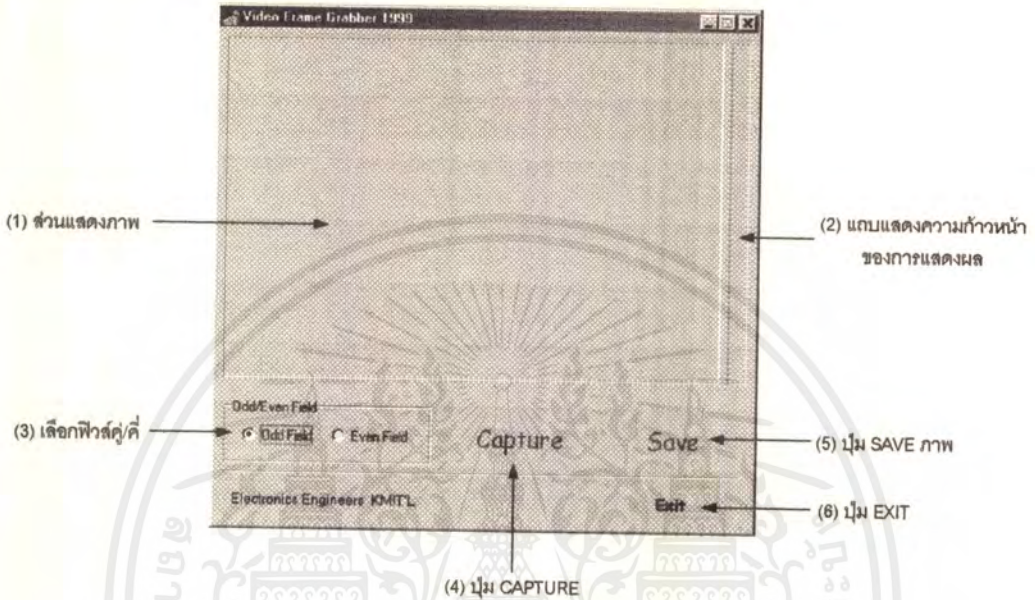 Video Frame Grabber 1999
(1) ส่วนแสดงภาพ
(2) แถบแสดงความก้าวหน้า
ของการแสดงผล
Odd/Even Field
(3) เลือกฟิวส์คู่/คี่
Odd Field Even Field
Capture
Save
(5) ปุ่ม SAVE ภาพ
Electronics Engineers KMIT'L
Exit
(6) ปุ่ม EXIT
(4) ปุ่ม CAPTURE